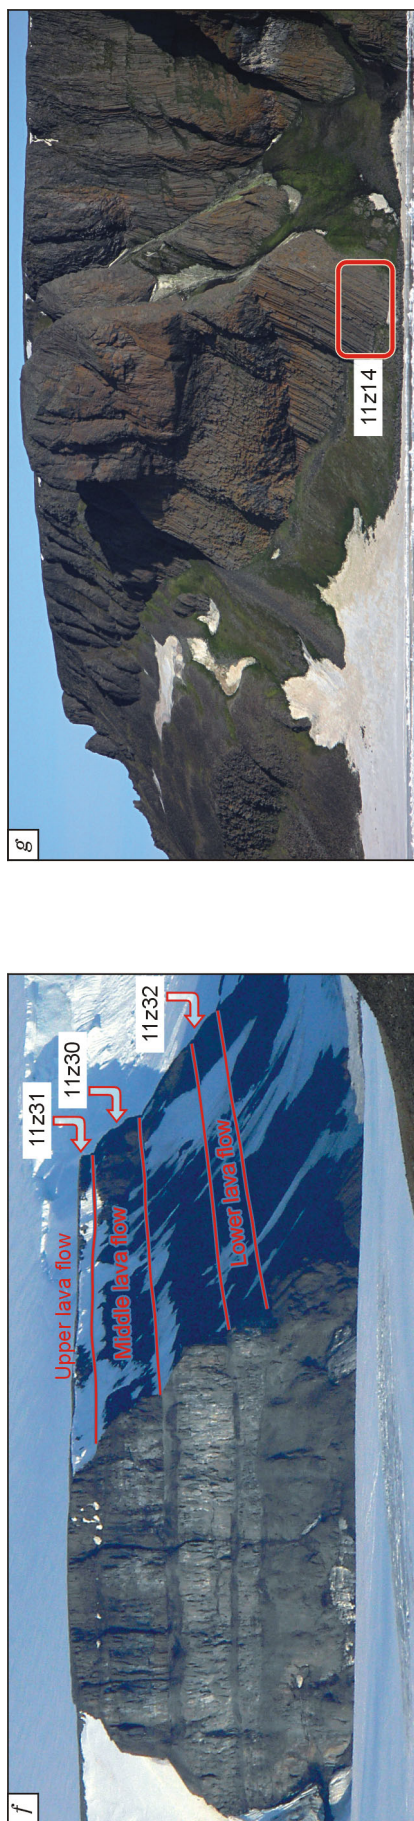 f
Upper lava flow
11z31
11z30
Middle lava flow
11z32
Lower lava flow
g
11z14